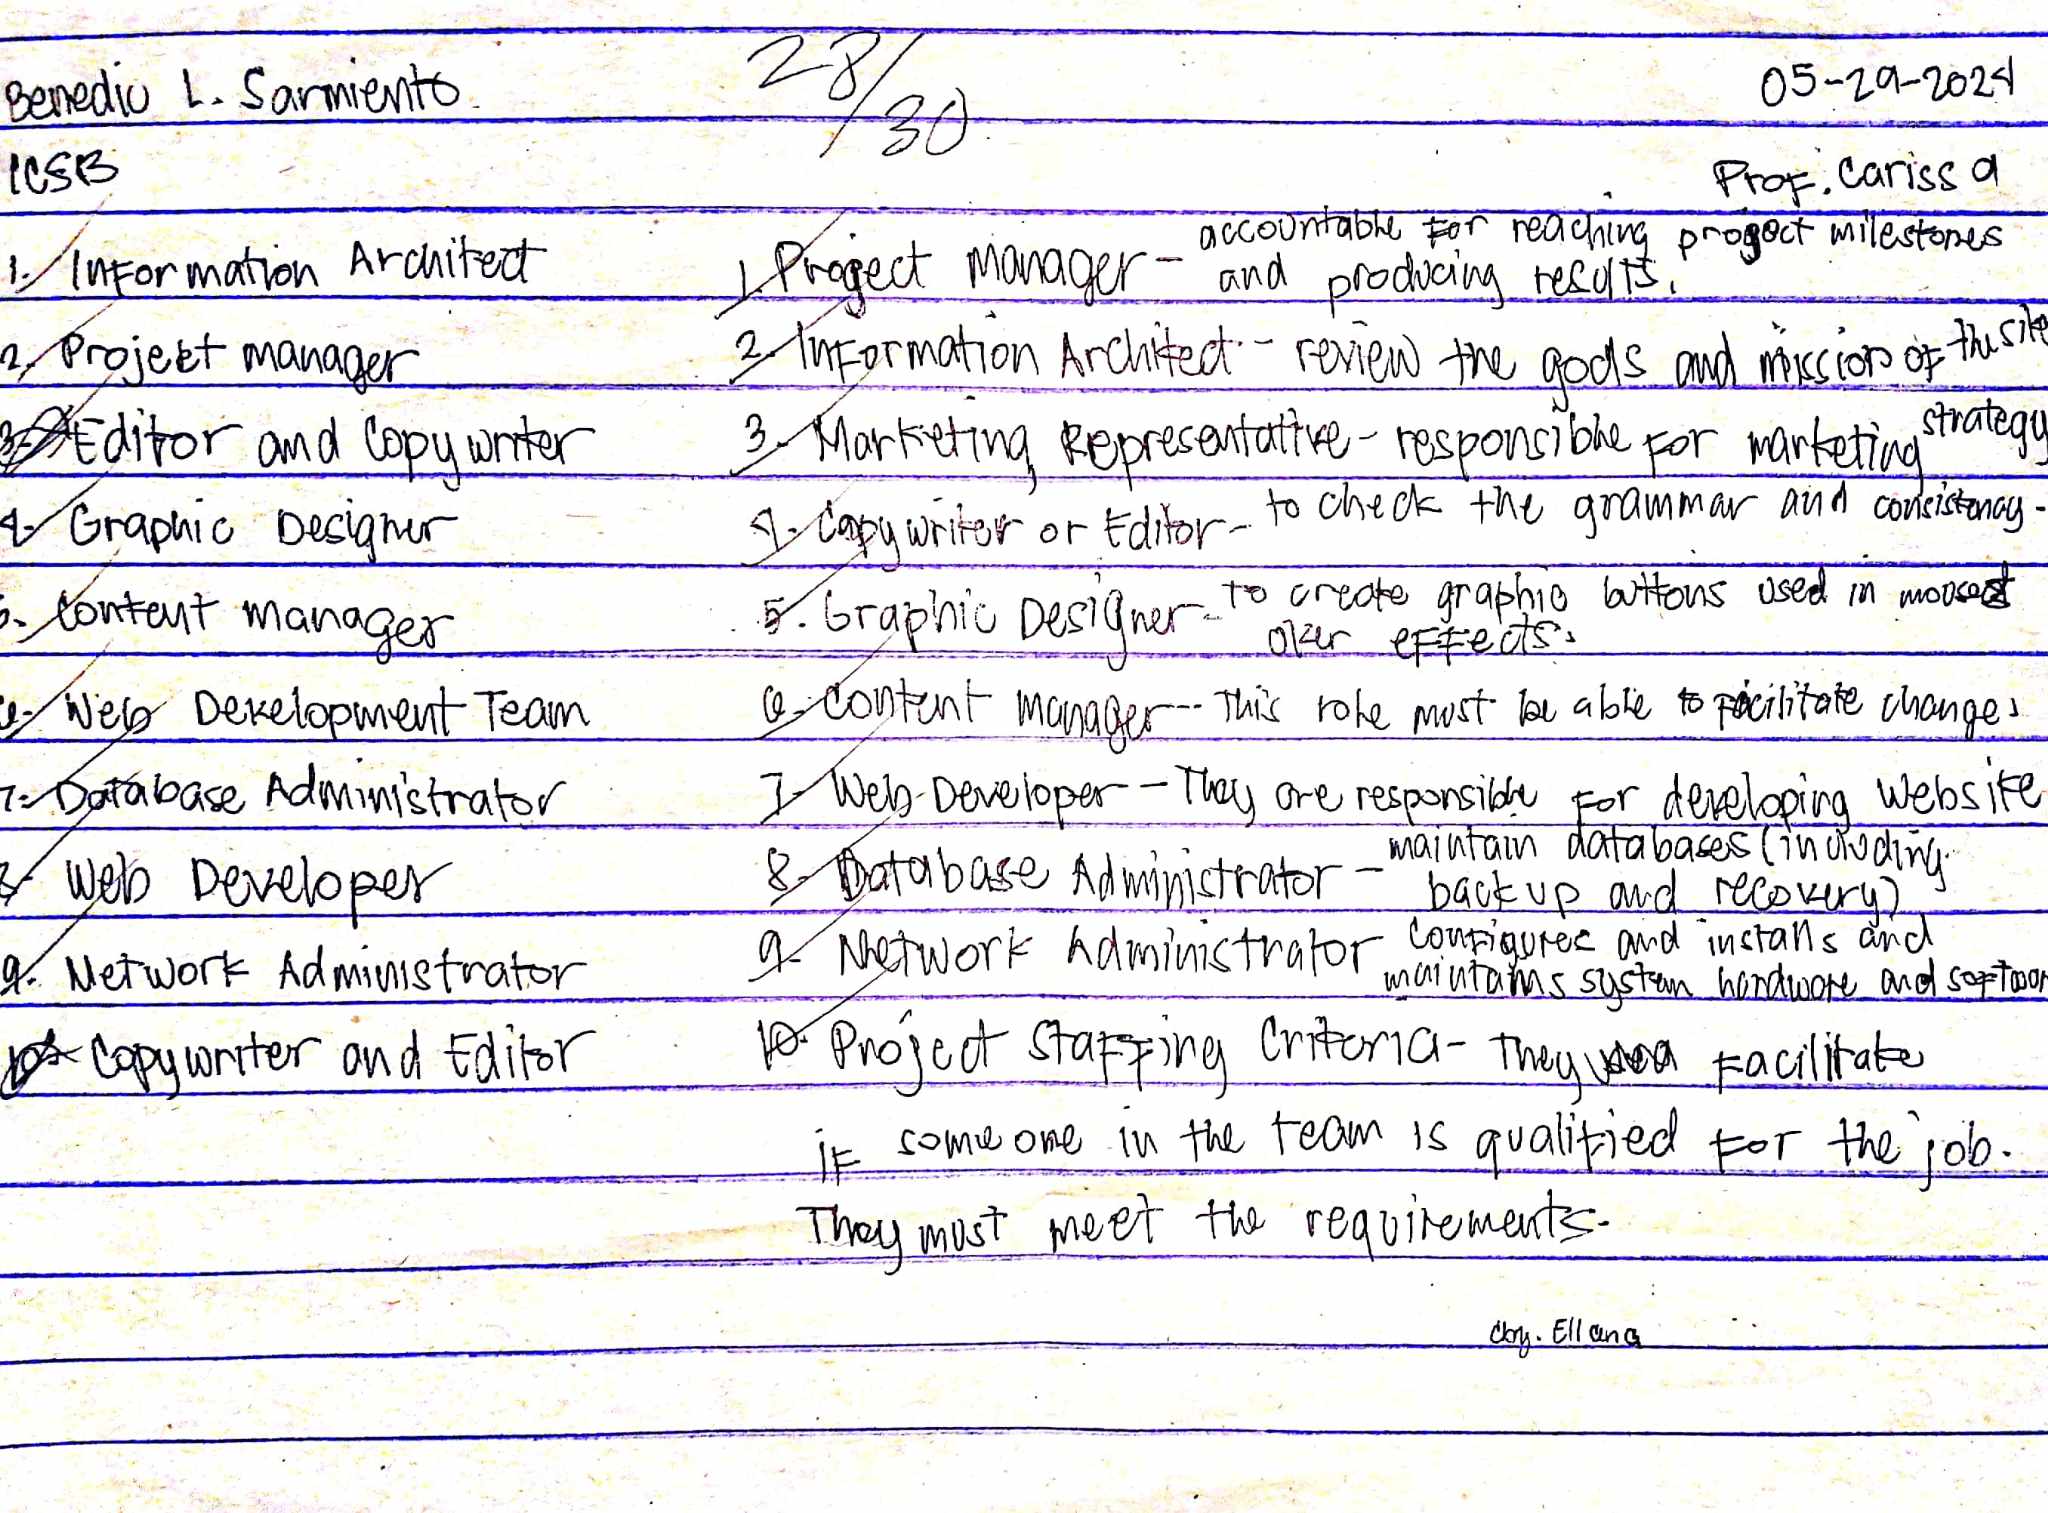 Benedic L. Sarmiento
28/30
05-29-2024
1CSB
Prof. Carissa
1. Information Architect
2. Project manager
3. Editor and Copywriter
4. Graphic Designer
5. Content manager
6. Web Development Team
7. Database Administrator
8. Web Developer
9. Network Administrator
10. Copywriter and Editor
1. Project Manager - accountable for reaching project milestones
and producing results.
2. Information Architect - review the goals and mission of the site
3. Marketing Representative - responsible for marketing strategy
4. Copywriter or Editor - to check the grammar and consistency.
5. Graphic Designer - to create graphic buttons used in
over effects.
6. Content manager - This role must be able to facilitate changes
7. Web Developer - They are responsible for developing website
8. Database Administrator - maintain databases (including
backup and recovery)
9. Network Administrator configures and installs and
maintains system hardware and software
10. Project Staffing Criteria - They facilitate
if someone in the team is qualified for the job.
They must meet the requirements.
cby. Ellana